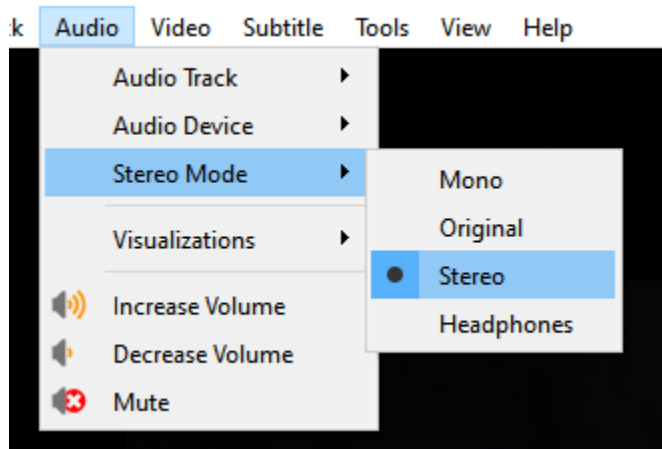 k Audio Video Subtitle Tools View Help
Audio Track
Audio Device
Stereo Mode
Mono
Original
Stereo
Headphones
Visualizations
Increase Volume
Decrease Volume
Mute